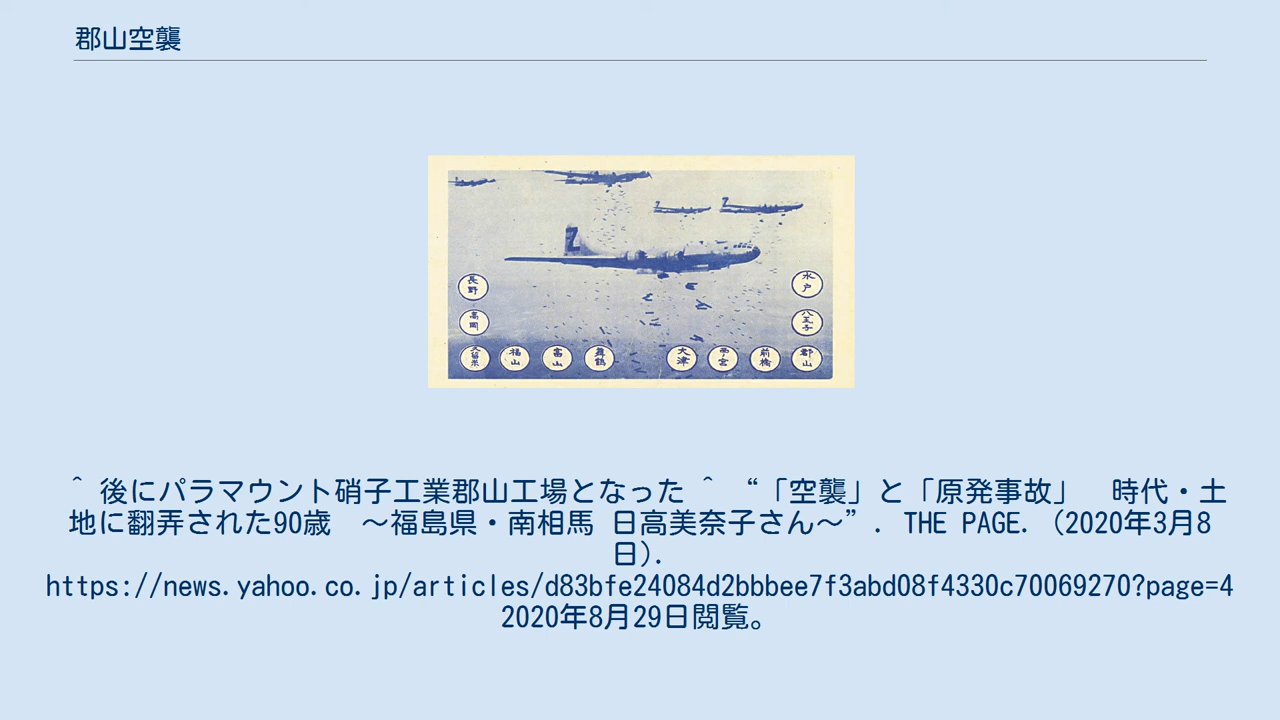 郡山空襲
Z
Z
Z
長野
水戸
高岡
八王子
久留米
福山
富山
舞鶴
大津
西宮
前橋
郡山
^ 後にパラマウント硝子工業郡山工場となった ^ “「空襲」と「原発事故」　時代・土
地に翻弄された90歳　～福島県・南相馬 日高美奈子さん～”. THE PAGE. (2020年3月8
日).
https://news.yahoo.co.jp/articles/d83bfe24084d2bbbee7f3abd08f4330c70069270?page=4
2020年8月29日閲覧。